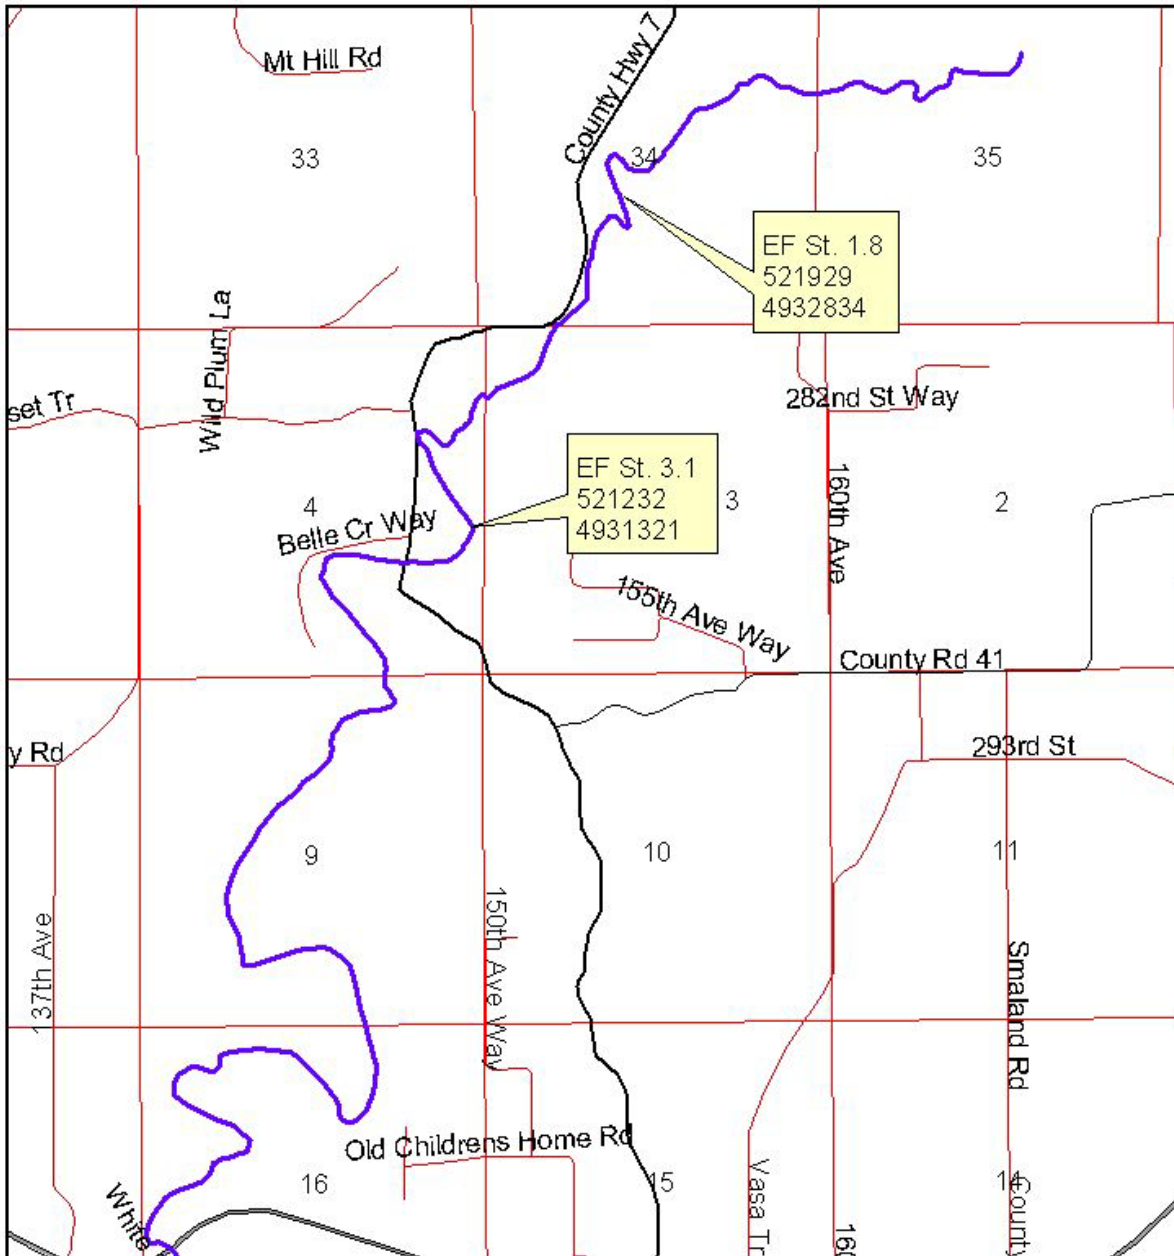 Mt Hill Rd
County Hwy 7
33
34
35
EF St. 1.8
521929
4932834
Wild Plum La
set Tr
282nd St Way
EF St. 3.1
521232
4931321
4
3
2
Belle Cr Way
160th Ave
155th Ave Way
County Rd 41
y Rd
293rd St
9
10
11
137th Ave
150th Ave Way
Smaland Rd
Old Childrens Home Rd
16
15
14
White
Vasa Tr
160
County